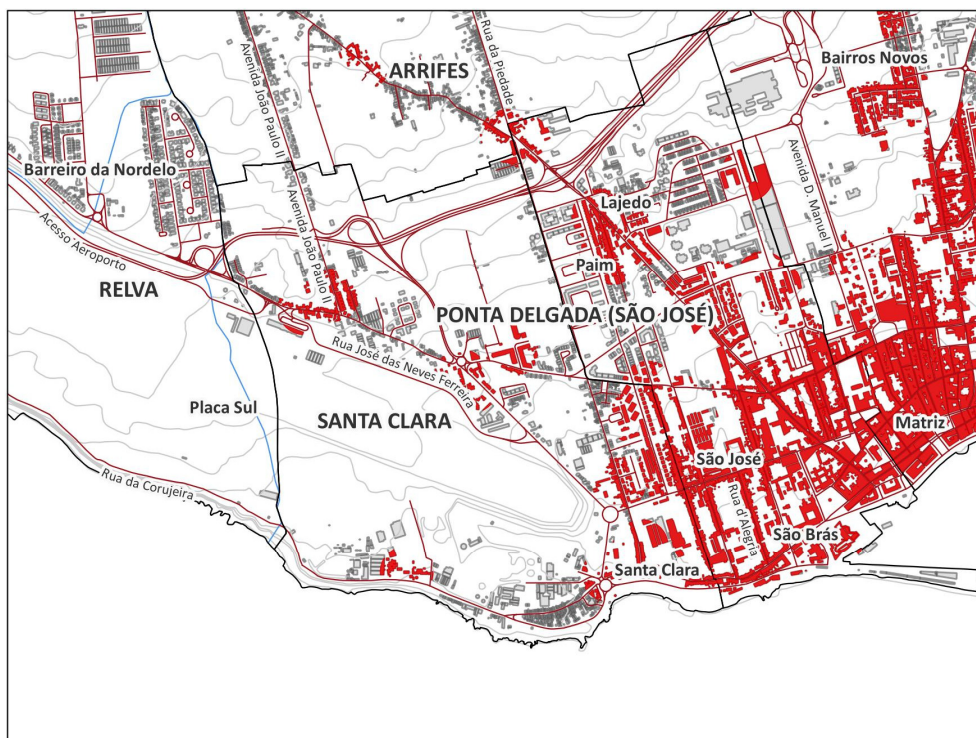 Bairros Novos
ARRIFES
Rua da Piedade
Avenida João Paulo II
Avenida D. Manuel I
Barreiro da Nordelo
Lajedo
Acesso Aeroporto
Avenida João Paulo II
Paim
RELVA
PONTA DELGADA (SÃO JOSÉ)
Rua José das Neves Ferreira
Placa Sul
SANTA CLARA
Matriz
São José
Rua da Corujeira
Rua d'Alegria
São Brás
Santa Clara